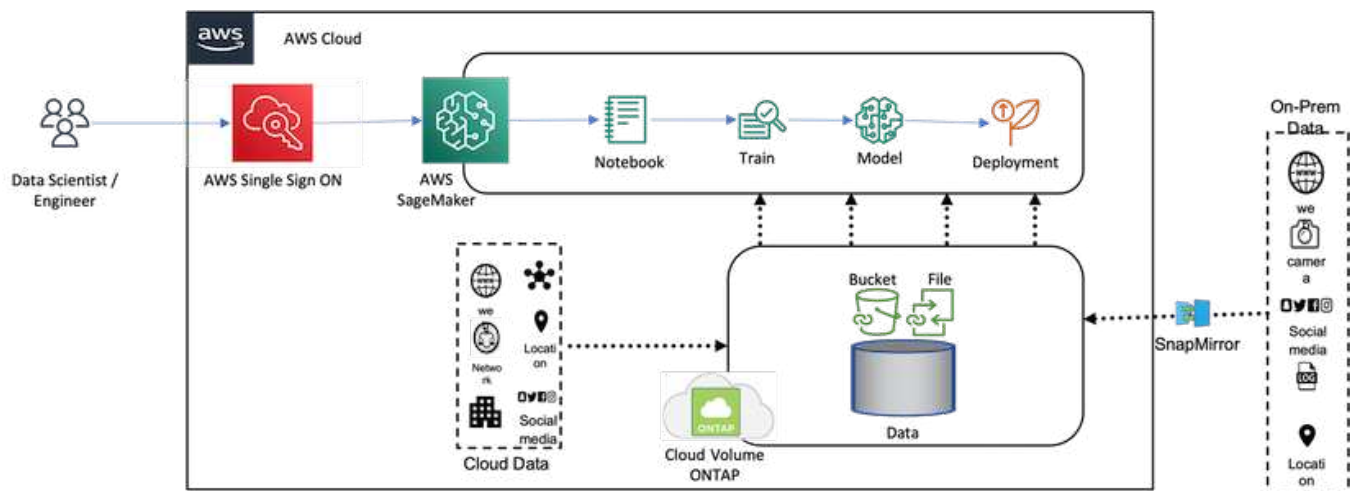 aws
AWS Cloud
On-Prem
Data
Data Scientist /
Engineer
AWS Single Sign ON
AWS
SageMaker
Notebook
Train
Model
Deployment
www
we
camer
a
Social
media
LOG
Locati
on
www
we
Netwo
rk
Locati
on
Social
media
Cloud Data
Bucket
File
Data
ONTAP
Cloud Volume
ONTAP
SnapMirror